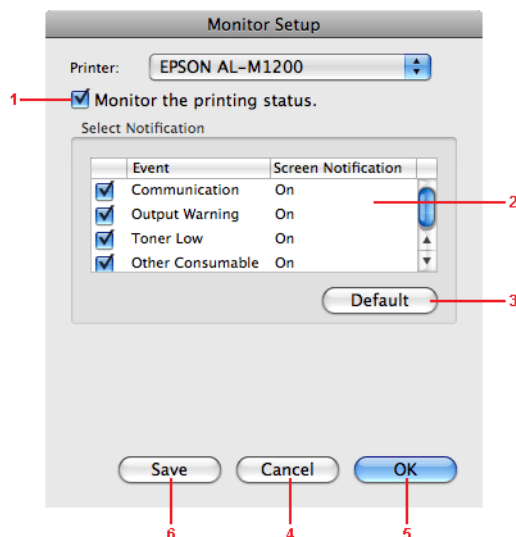 Monitor Setup
Printer: EPSON AL-M1200
1 Monitor the printing status.
Select Notification
Event Screen Notification
Communication On
2
Output Warning On
Toner Low On
Other Consumable On
Default 3
Save Cancel OK
6 4 5